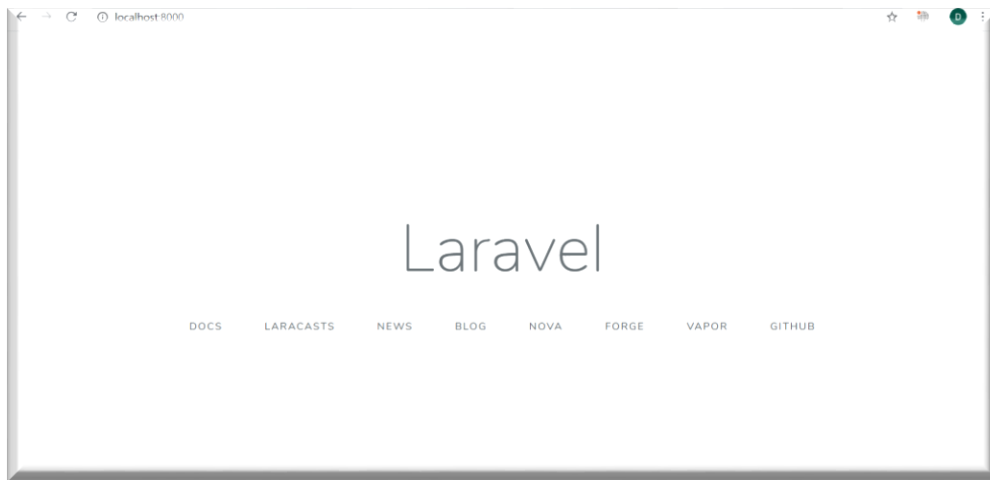 localhost:8000
D
Laravel
DOCS LARACASTS NEWS BLOG NOVA FORGE VAPOR GITHUB